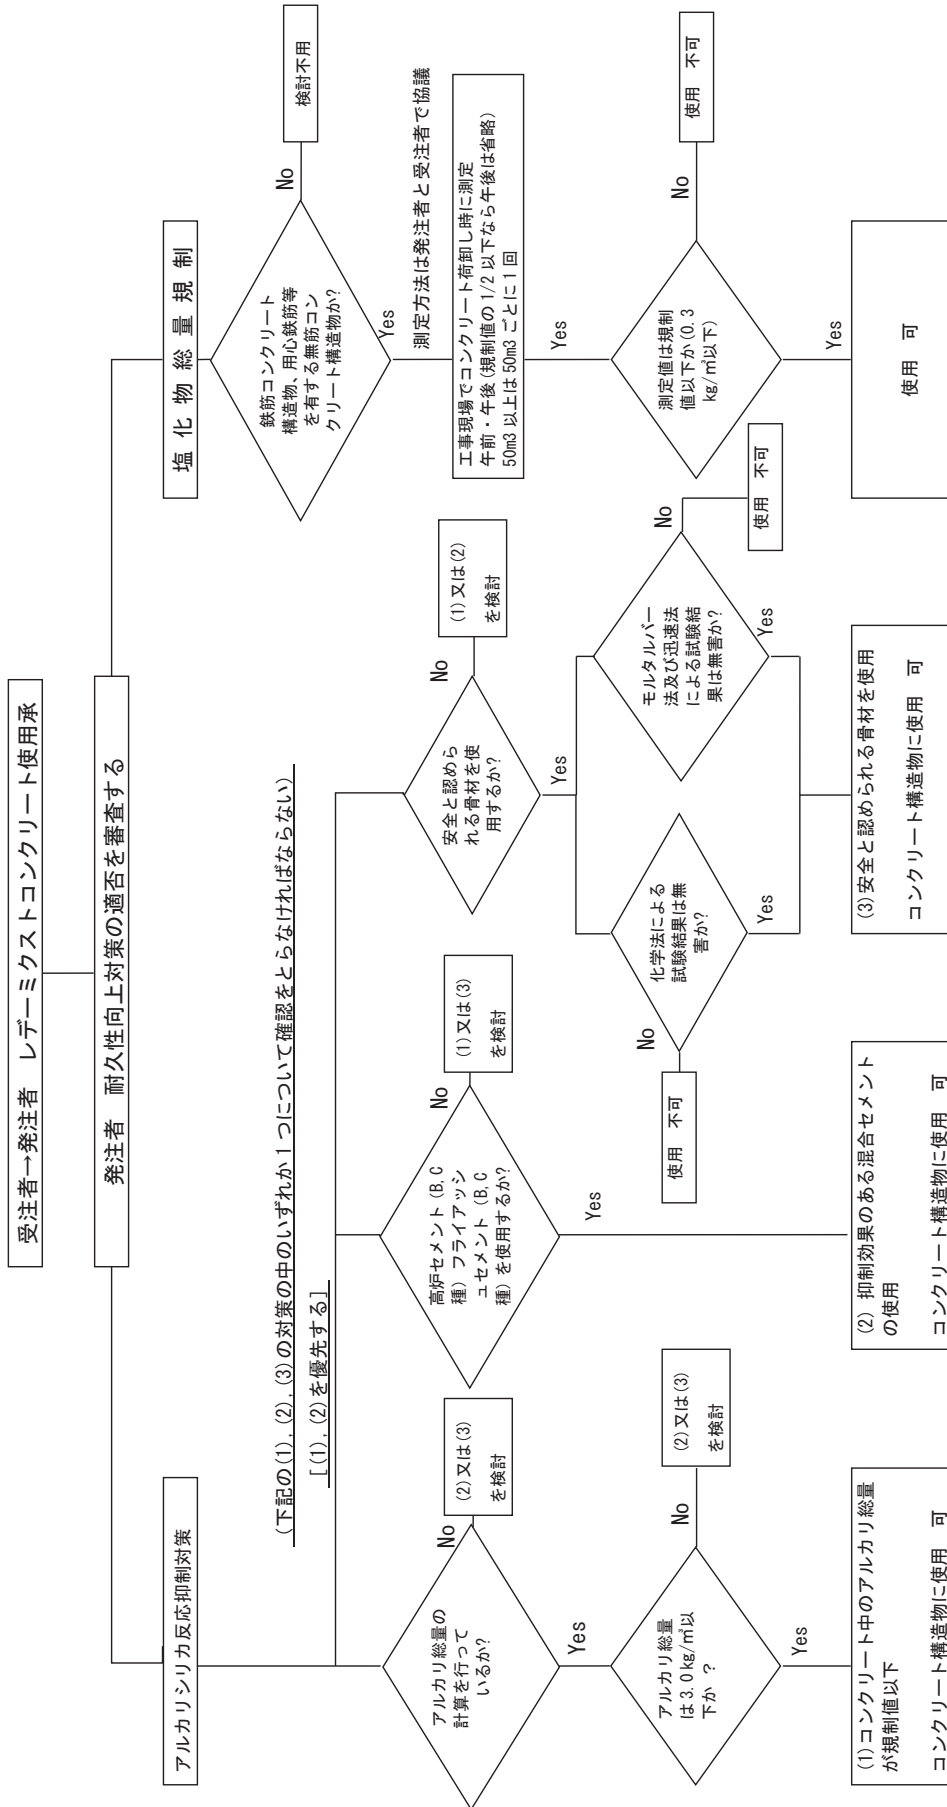 受注者→発注者　レデーミクストコンクリート使用承
発注者　耐久性向上対策の適否を審査する
アルカリシリカ反応抑制対策
(下記の(1),(2),(3)の対策の中のいずれか1つについて確認をとらなければならない)
[(1),(2)を優先する]
アルカリ総量の
計算を行って
いるか?
No
(2)又は(3)
を検討
Yes
アルカリ総量
は3.0kg/㎥以
下か ?
No
(2)又は(3)
を検討
Yes
(1)コンクリート中のアルカリ総量
が規制値以下
コンクリート構造物に使用　可
高炉セメント(B,C
種) フライアッシ
ュセメント (B,C
種) を使用するか?
No
(1)又は(3)
を検討
Yes
(2) 抑制効果のある混合セメント
の使用
コンクリート構造物に使用　可
安全と認めら
れる骨材を使
用するか?
No
(1)又は(2)
を検討
Yes
化学法による
試験結果は無
害か?
No
使用　不可
Yes
モルタルバー
法及び迅速法
による試験結
果は無害か?
No
使用　不可
Yes
(3)安全と認められる骨材を使用
コンクリート構造物に使用　可
塩化物総量規制
鉄筋コンクリート
構造物、用心鉄筋等
を有する無筋コン
クリート構造物か?
No
検討不用
Yes
測定方法は発注者と受注者で協議
工事現場でコンクリート荷卸し時に測定
午前・午後(規制値の1/2以下なら午後は省略)
50m3以上は50m3ごとに1回
Yes
測定値は規制
値以下か(0.3
kg/㎥以下)
No
使用　不可
Yes
使用　可